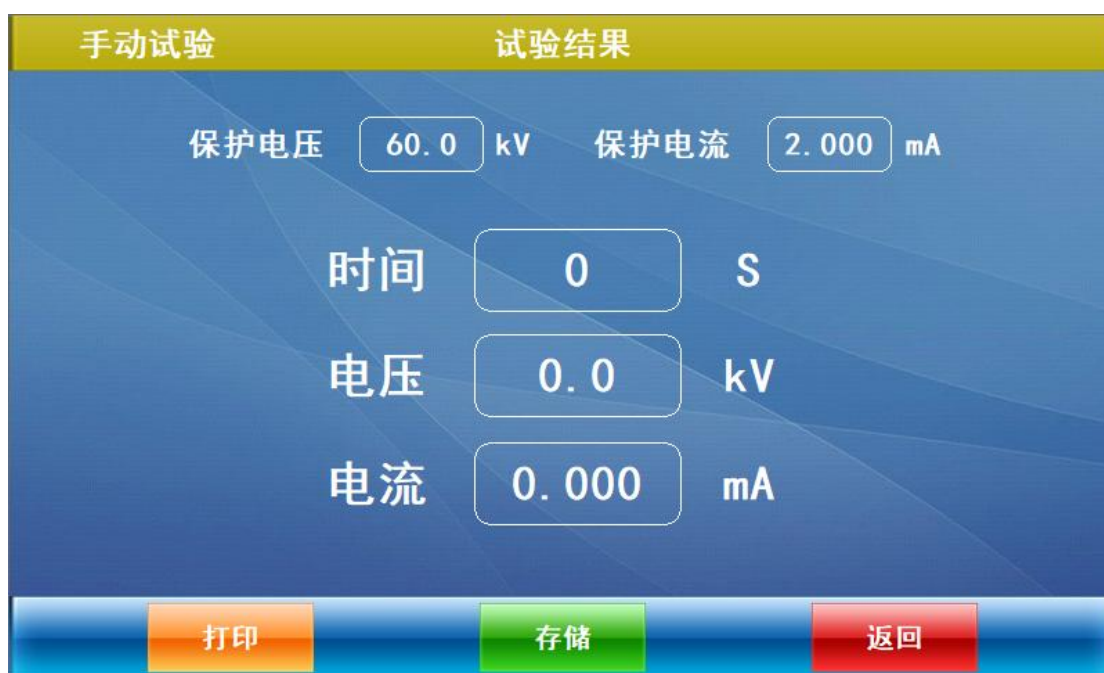 手动试验 试验结果
保护电压 60.0 kV 保护电流 2.000 mA
时间 0 S
电压 0.0 kV
电流 0.000 mA
打印 存储 返回